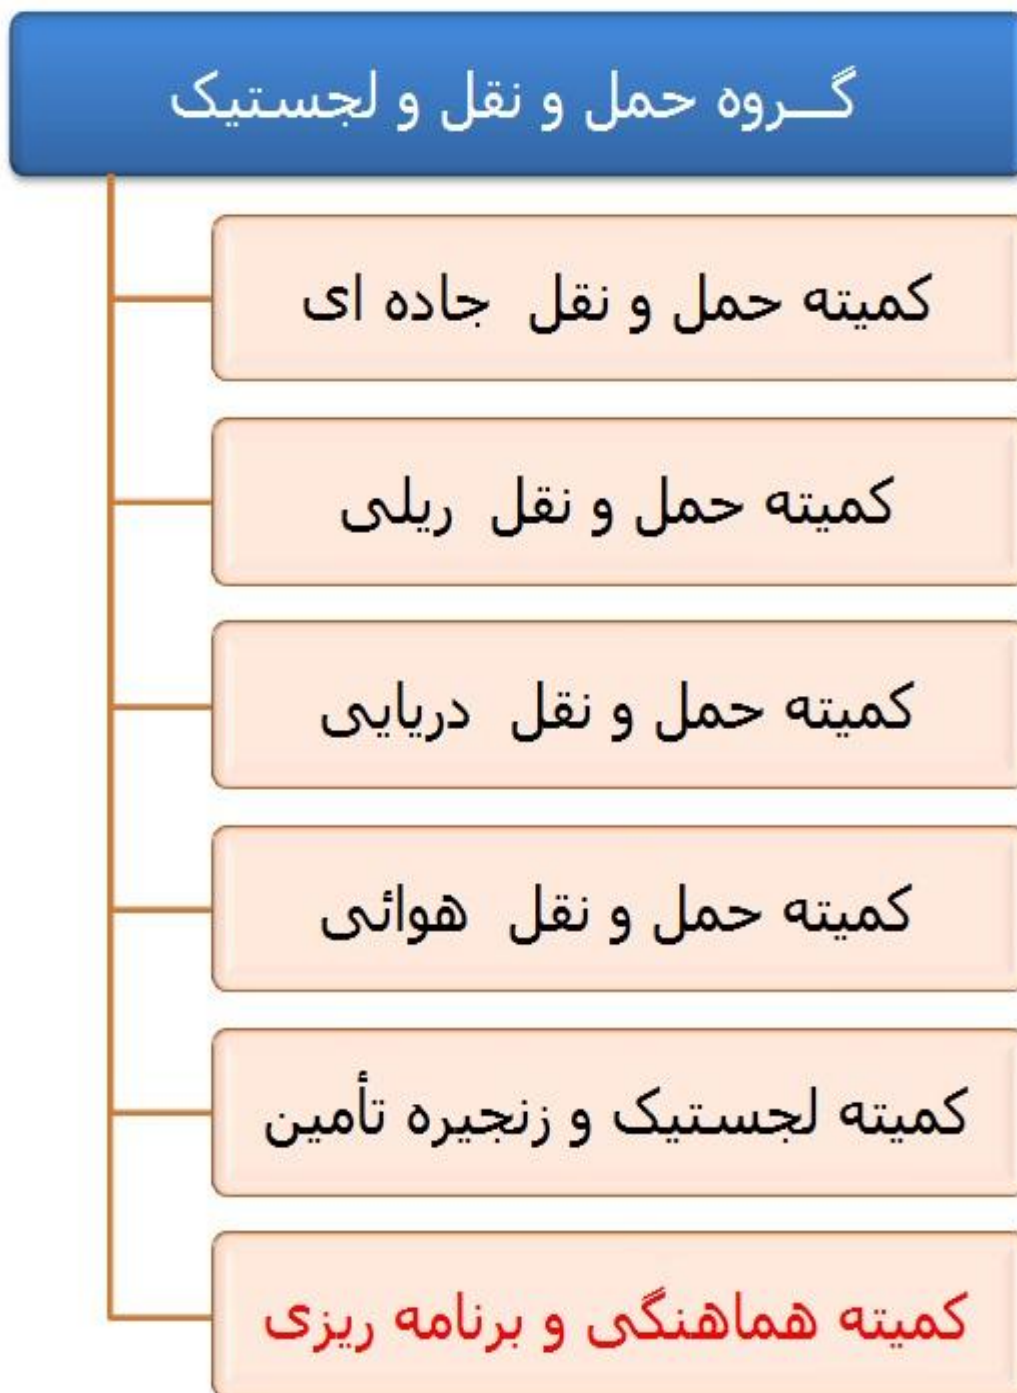 گـــروه حمل و نقل و لجستیک
کمیته حمل و نقل جاده ای
کمیته حمل و نقل ریلی
کمیته حمل و نقل دریایی
کمیته حمل و نقل هوائی
کمیته لجستیک و زنجیره تأمین
کمیته هماهنگی و برنامه ریزی